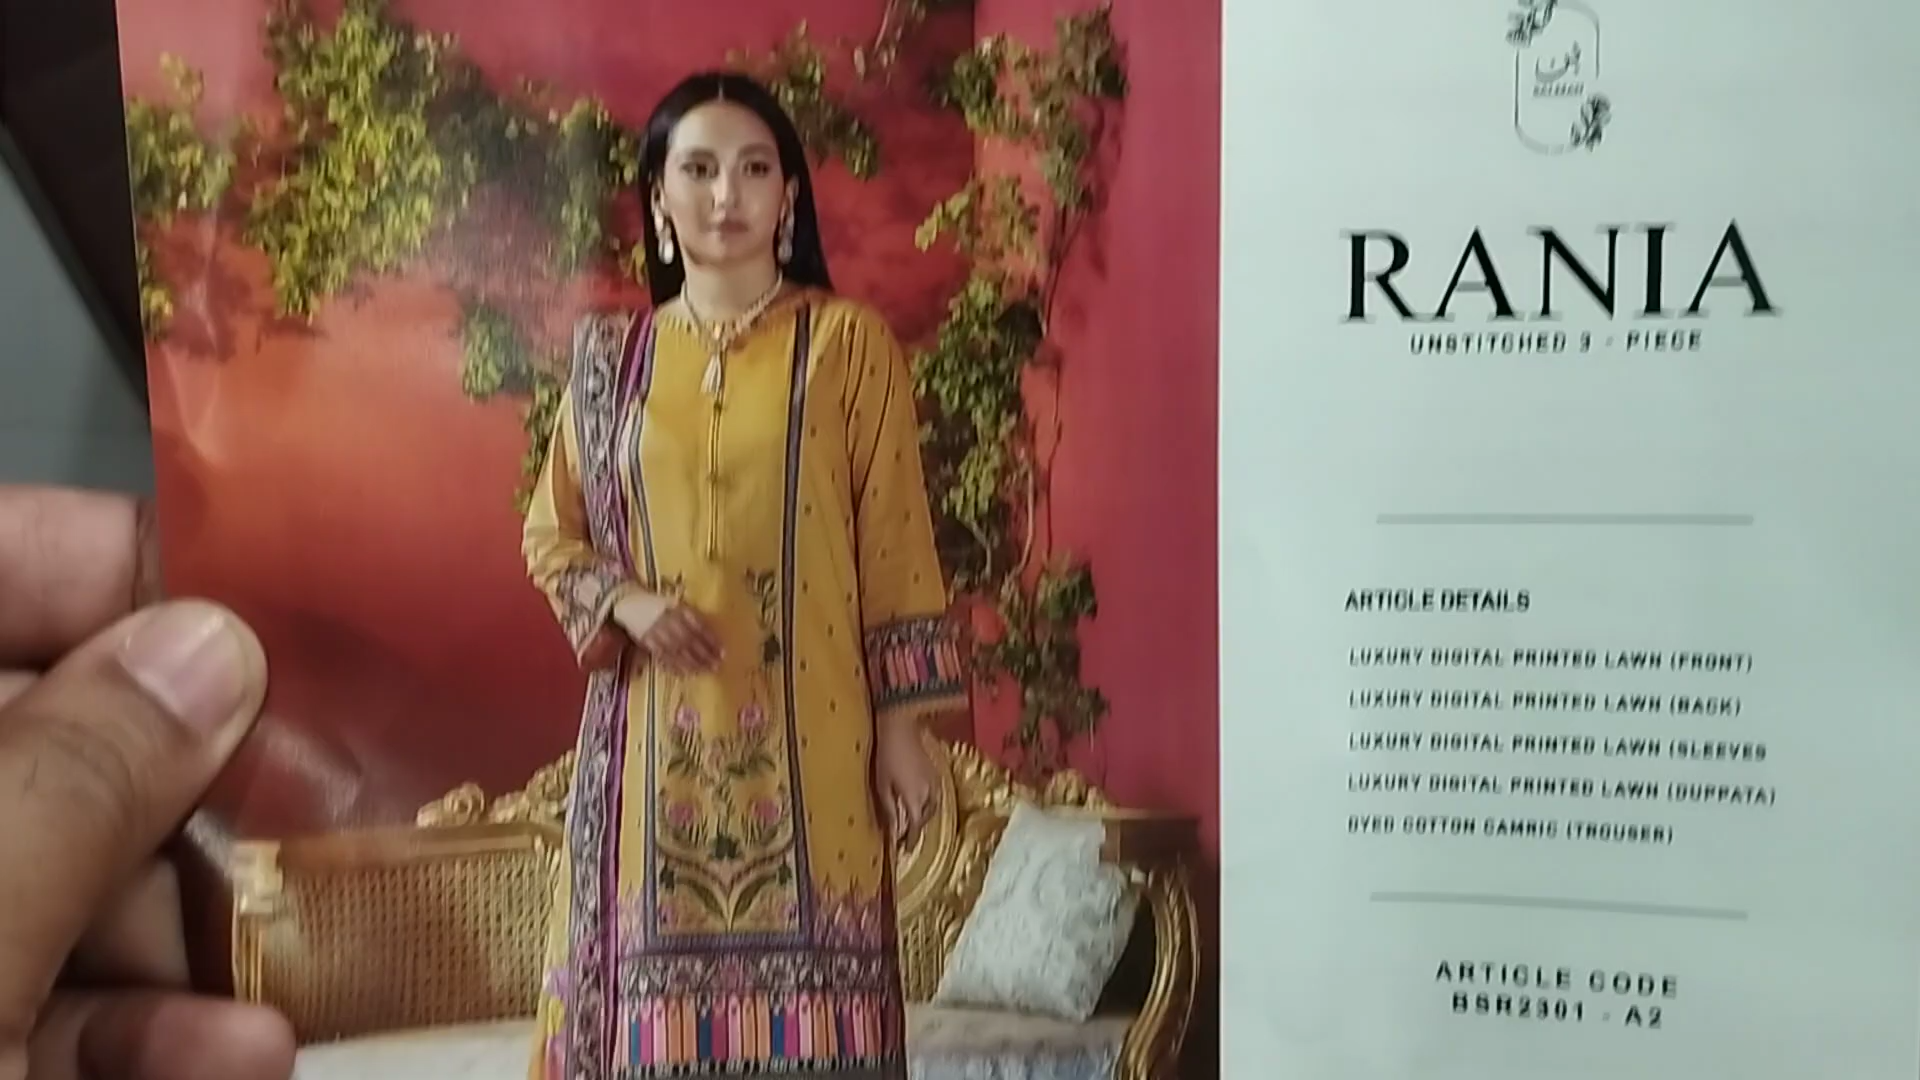 RANIA
UNSTITCHED 3 - PIECE
ARTICLE DETAILS
LUXURY DIGITAL PRINTED LAWN (FRONT)
LUXURY DIGITAL PRINTED LAWN (BACK)
LUXURY DIGITAL PRINTED LAWN (SLEEVES
LUXURY DIGITAL PRINTED LAWN (DUPPATA)
DYED COTTON CAMRIC (TROUSER)
ARTICLE CODE
BSR2301 - A2